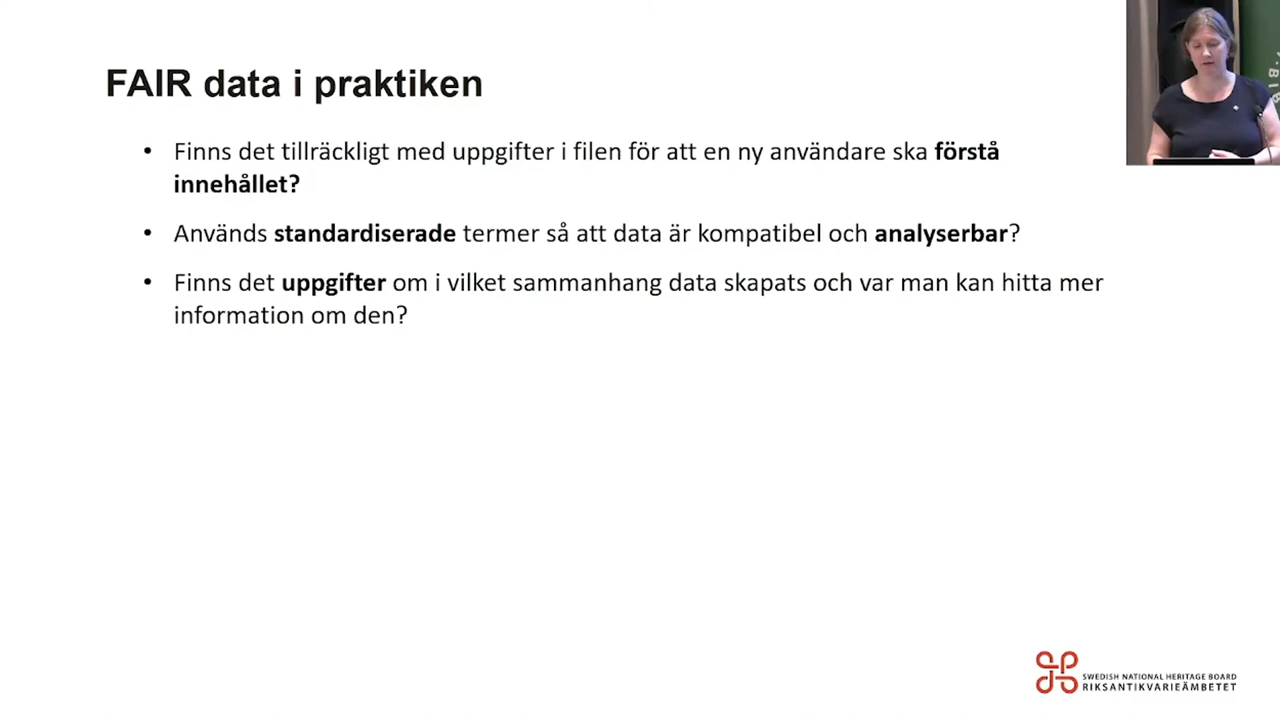 FAIR data i praktiken
• Finns det tillräckligt med uppgifter i filen för att en ny användare ska förstå
innehållet?
• Används standardiserade termer så att data är kompatibel och analyserbar?
• Finns det uppgifter om i vilket sammanhang data skapats och var man kan hitta mer
information om den?
SWEDISH NATIONAL HERITAGE BOARD
RIKSANTIKVARIEÄMBETET